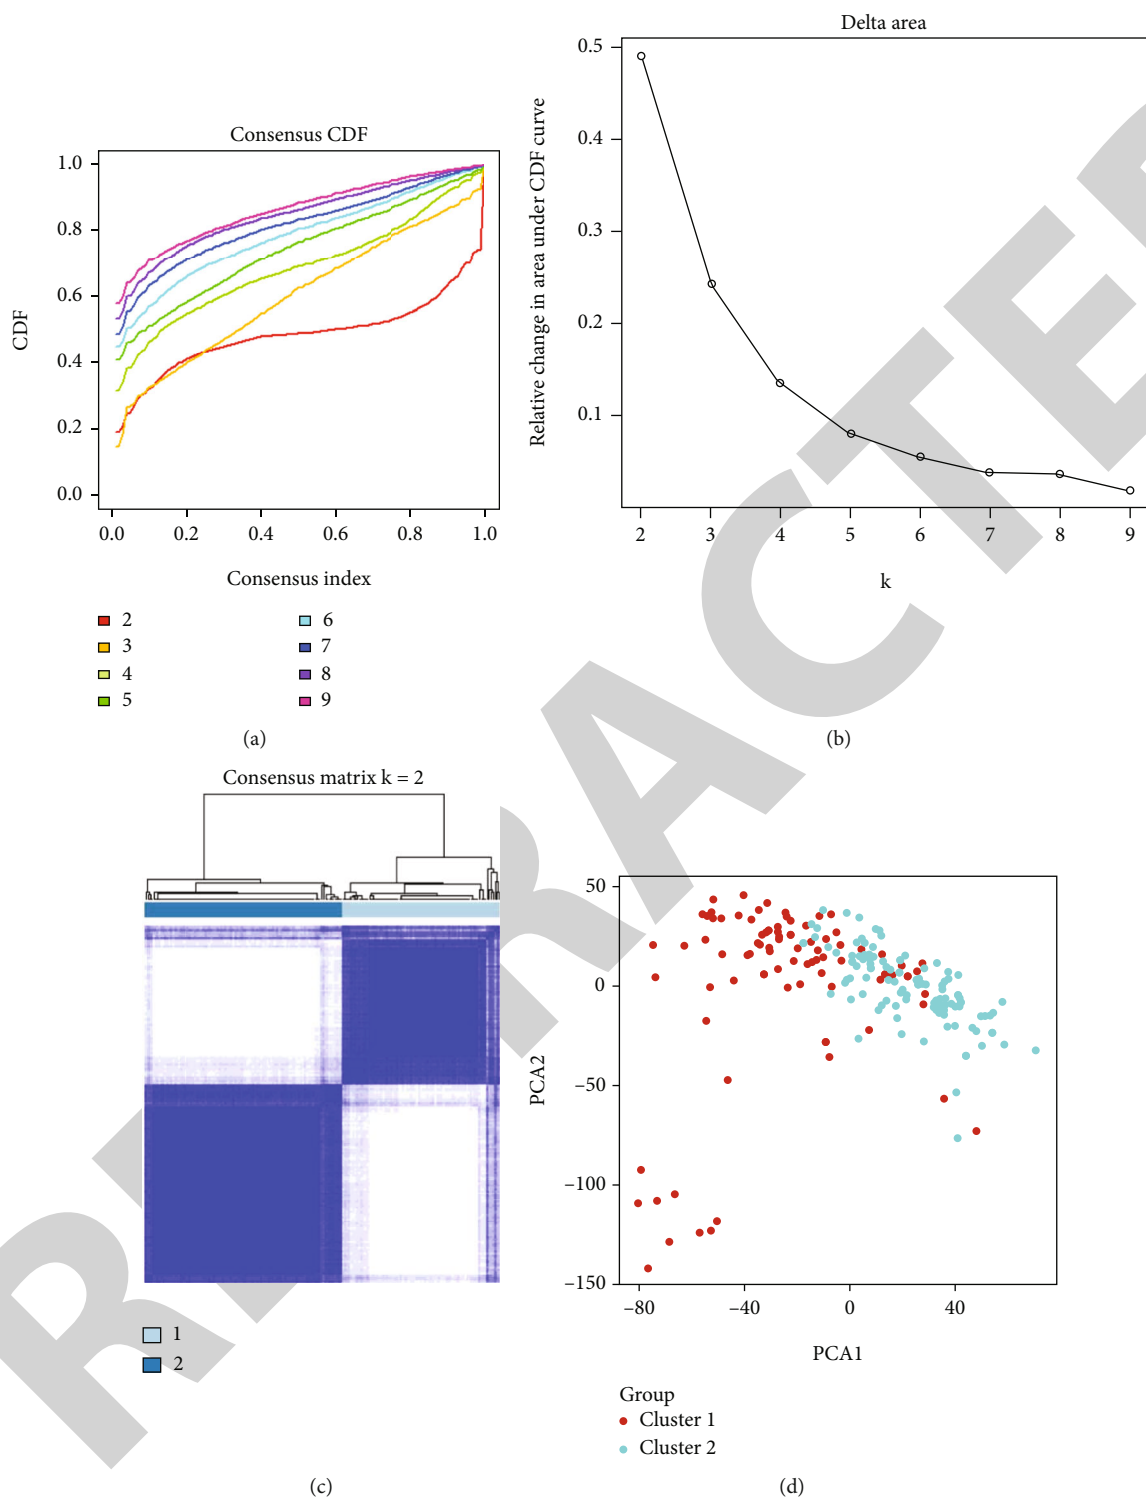 Consensus CDF
CDF
1.0
0.8
0.6
0.4
0.2
0.0
0.0 0.2 0.4 0.6 0.8 1.0
Consensus index
2
3
4
5
6
7
8
9
(a)
Delta area
Relative change in area under CDF curve
0.5
0.4
0.3
0.2
0.1
2 3 4 5 6 7 8 9
k
(b)
Consensus matrix k = 2
1
2
(c)
PCA2
50
0
−50
−100
−150
−80 −40 0 40
PCA1
Group
Cluster 1
Cluster 2
(d)
RETRACTED